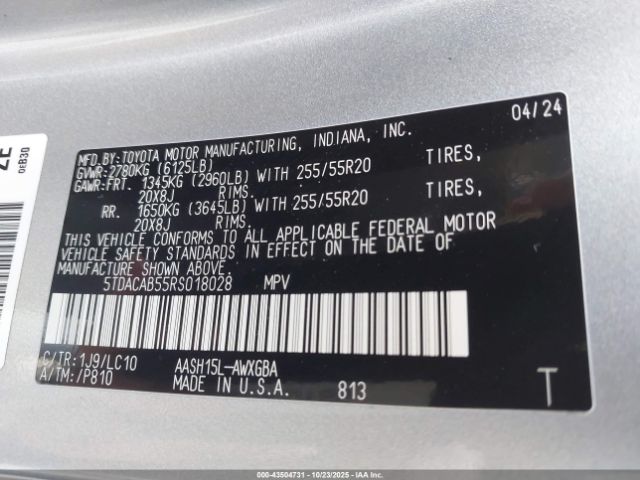 04/24
MFD.BY:TOYOTA MOTOR MANUFACTURING, INDIANA, INC.
GVWR:2780KG (6125LB)
GAWR:FRT. 1345KG (2960LB) WITH 255/55R20 TIRES,
20X8J RIMS.
RR. 1650KG (3645LB) WITH 255/55R20 TIRES,
20X8J RIMS.
THIS VEHICLE CONFORMS TO ALL APPLICABLE FEDERAL MOTOR
VEHICLE SAFETY STANDARDS IN EFFECT ON THE DATE OF
MANUFACTURE SHOWN ABOVE.
5TDACAB55RS018028 MPV
C/TR:1J9/LC10 AASH15L-AWXGBA
A/TM:/P810 MADE IN U.S.A. 813 T
0EB30
000-43504731 - 10/23/2025 - IAAI.COM